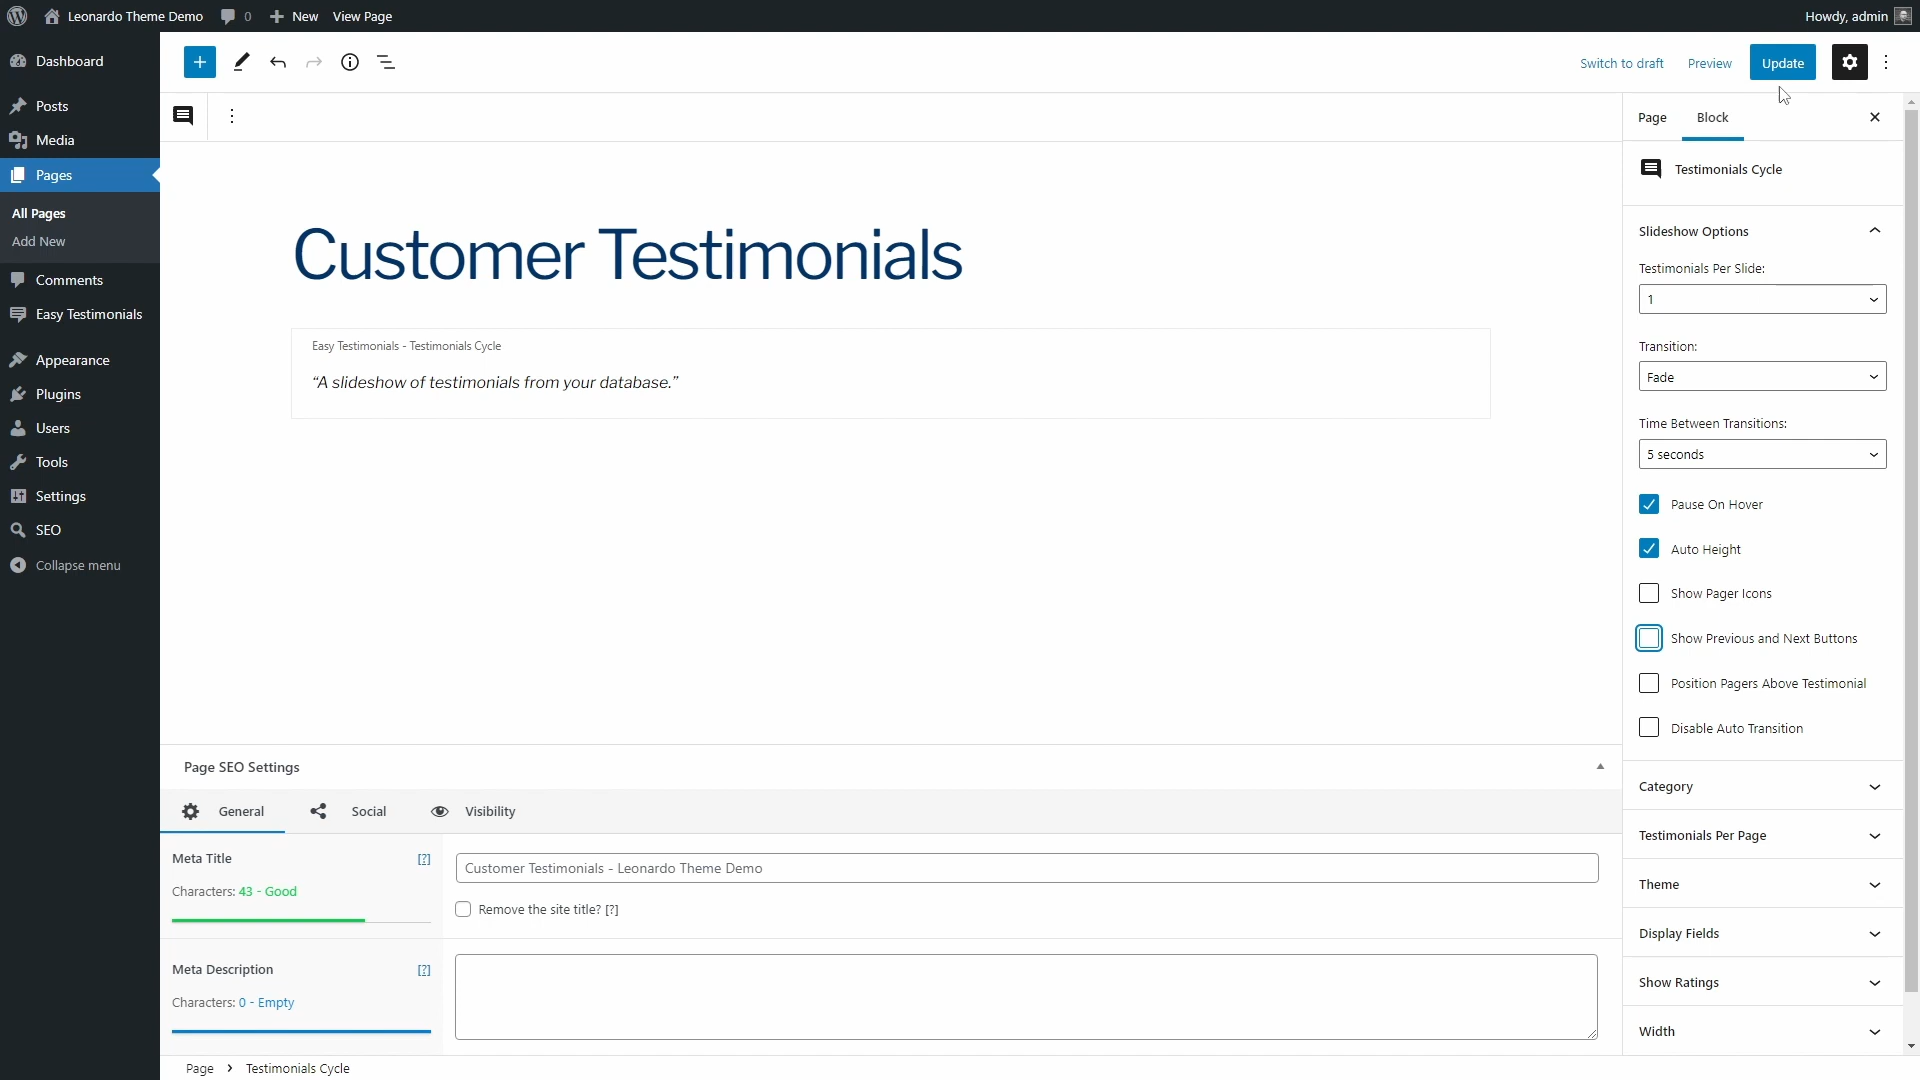 Leonardo Theme Demo 0 New View Page Howdy, admin
Dashboard
Posts
Media
Pages
All Pages
Add New
Comments
Easy Testimonials
Appearance
Plugins
Users
Tools
Settings
SEO
Collapse menu
Switch to draft Preview Update
Customer Testimonials
Easy Testimonials - Testimonials Cycle
“A slideshow of testimonials from your database.”
Page SEO Settings
General Social Visibility
Meta Title [?]
Characters: 43 - Good
Customer Testimonials - Leonardo Theme Demo
Remove the site title? [?]
Meta Description [?]
Characters: 0 - Empty
Page Testimonials Cycle
Page Block
Testimonials Cycle
Slideshow Options
Testimonials Per Slide:
1
Transition:
Fade
Time Between Transitions:
5 seconds
Pause On Hover
Auto Height
Show Pager Icons
Show Previous and Next Buttons
Position Pagers Above Testimonial
Disable Auto Transition
Category
Testimonials Per Page
Theme
Display Fields
Show Ratings
Width